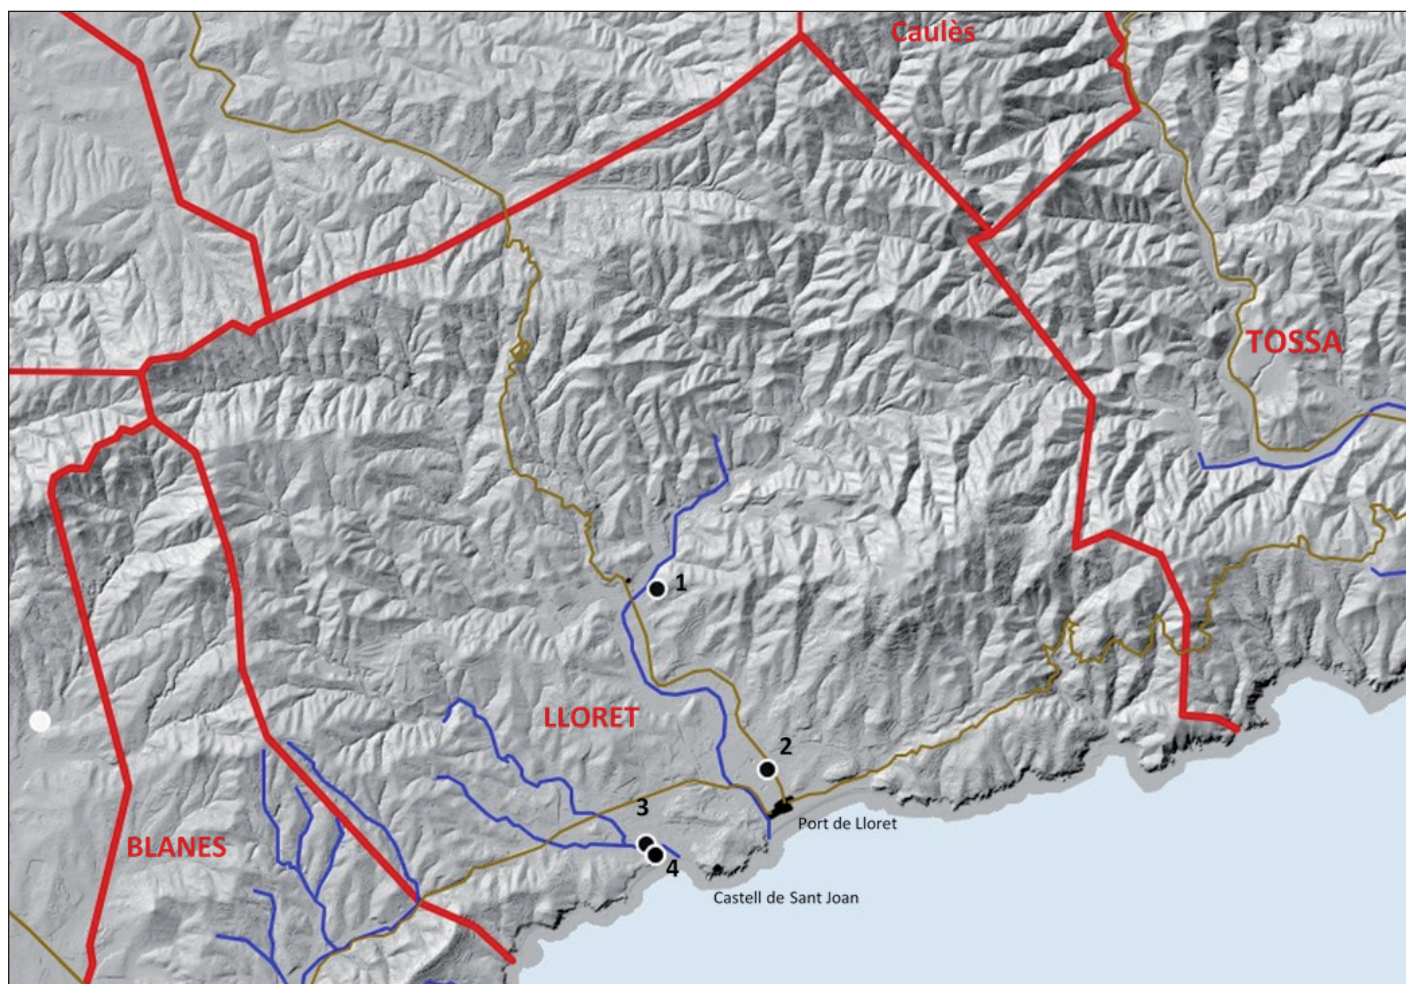 Caulès
TOSSA
1
LLORET
2
3
Port de Lloret
BLANES
4
Castell de Sant Joan